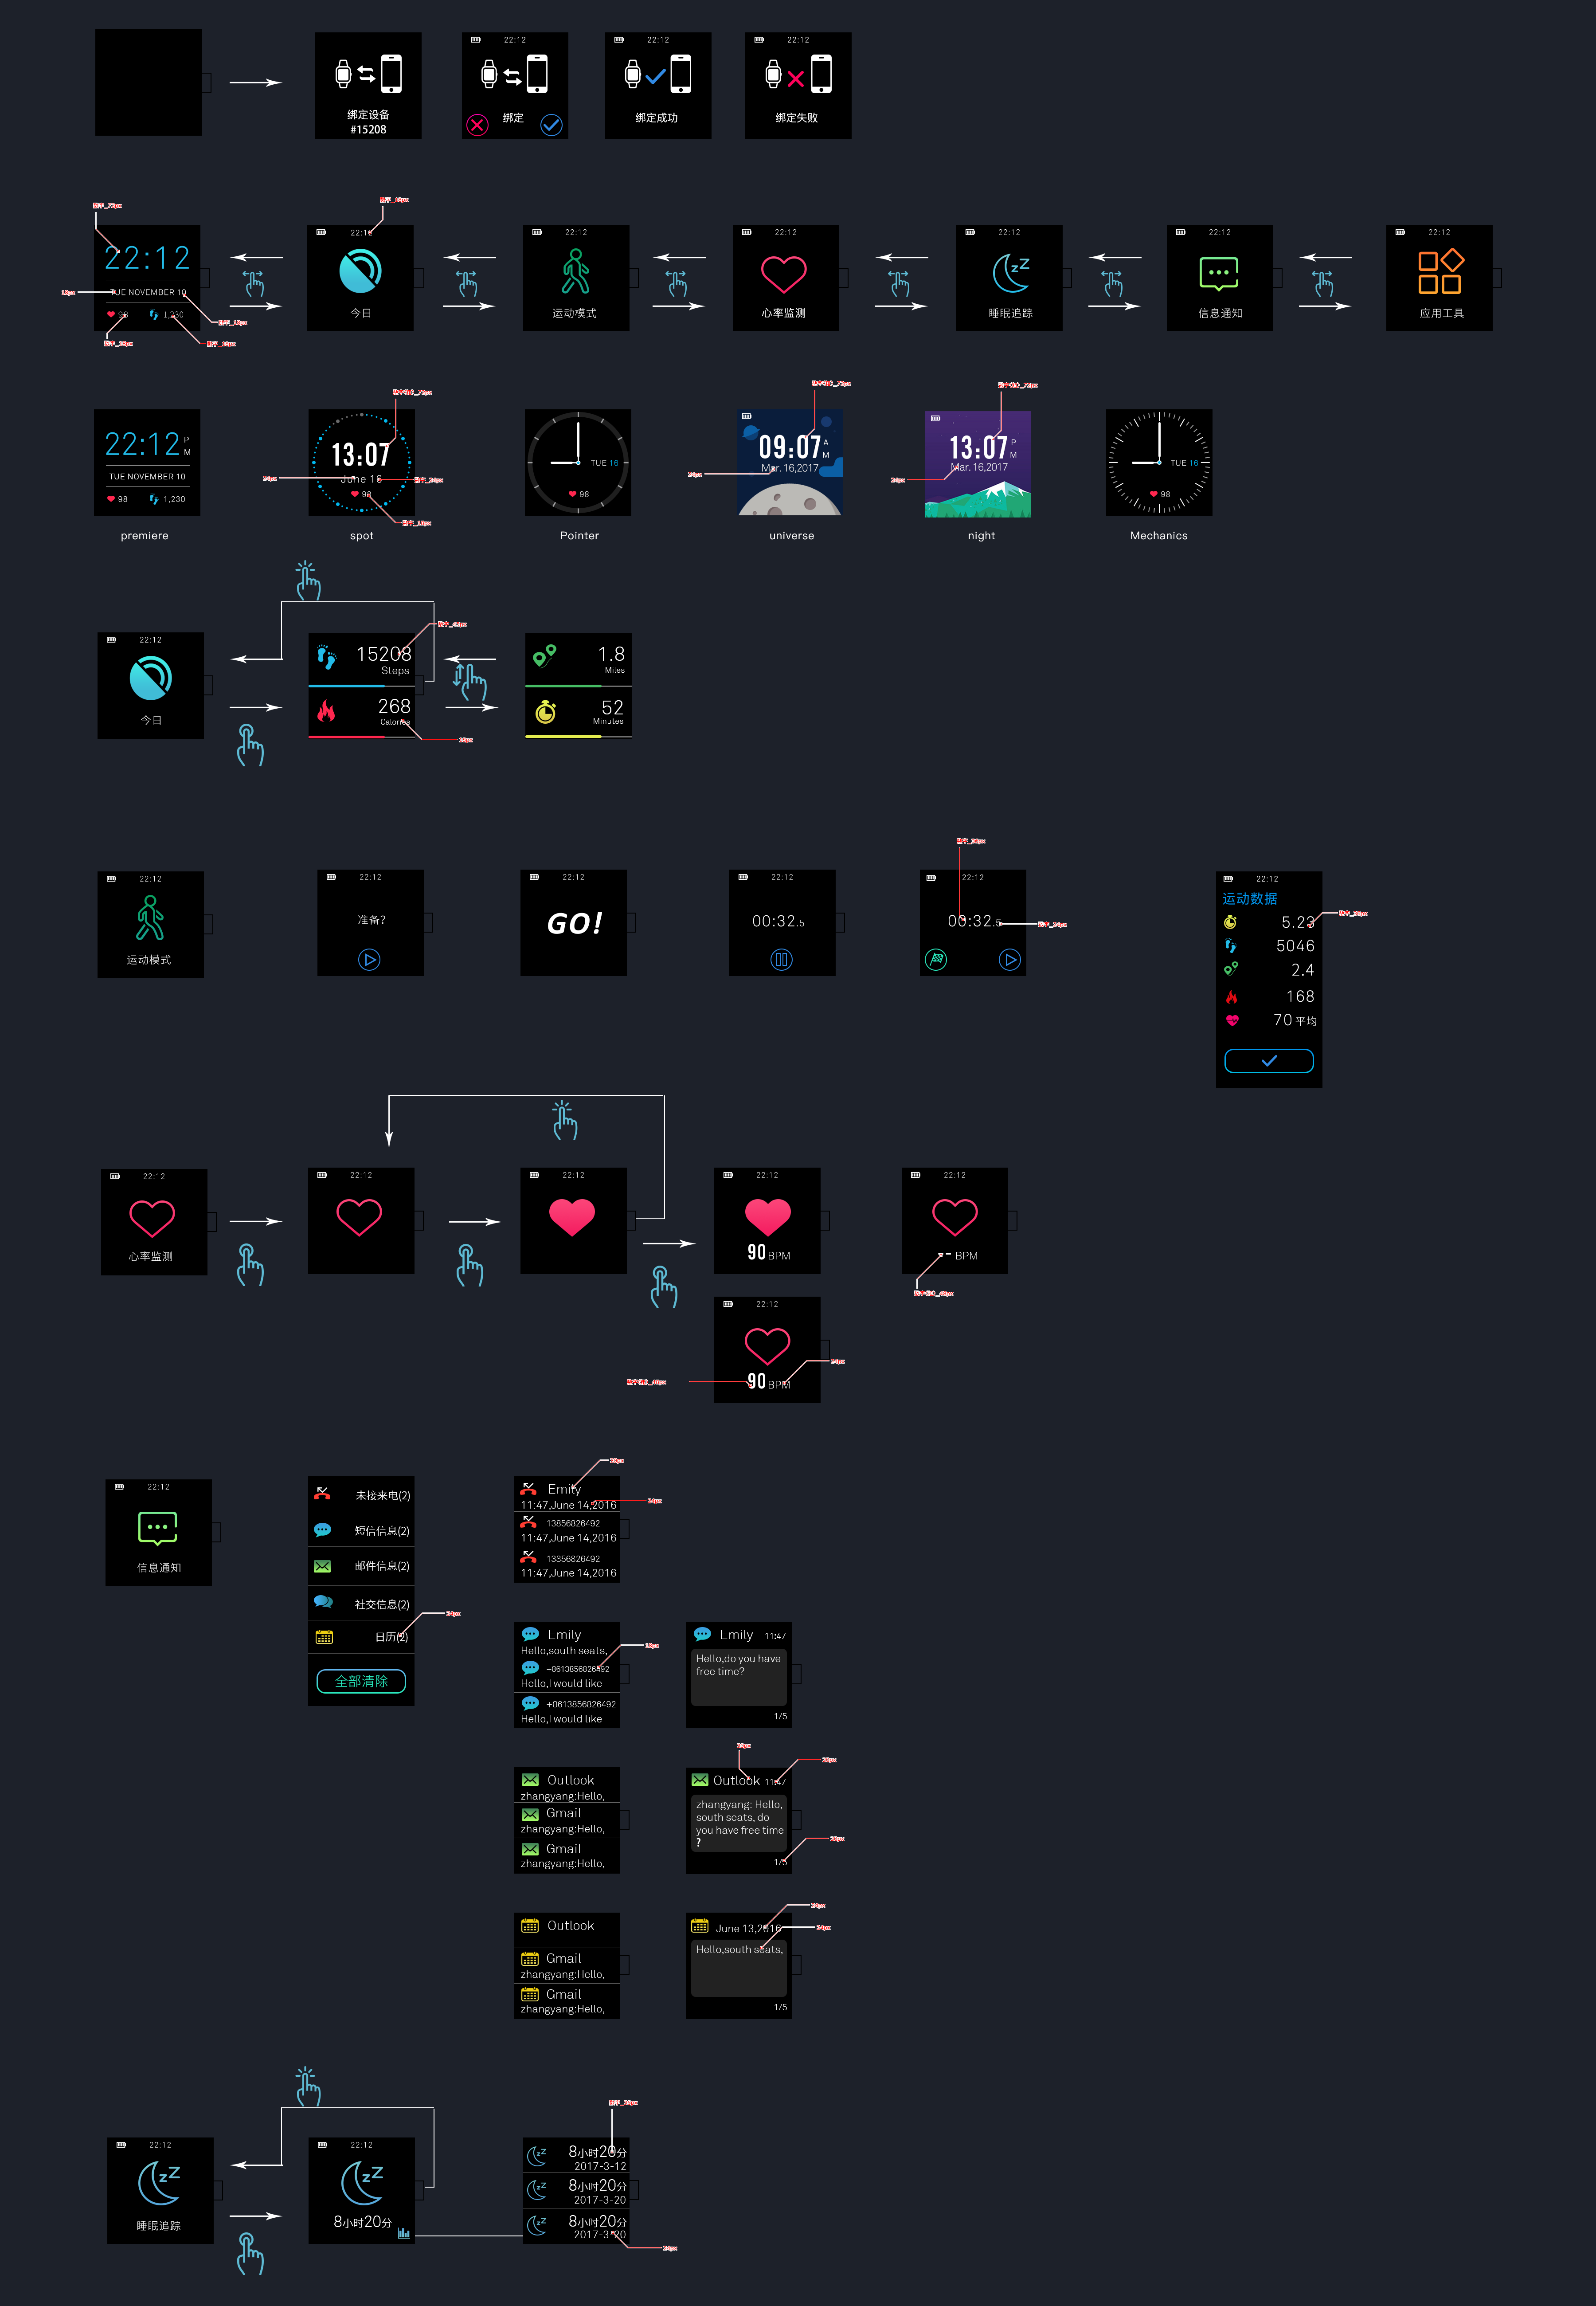 22:12
22:12
22:12
绑定设备
#15208
绑定
绑定成功
绑定失败
22:12
TUE NOVEMBER 10
98
1,230
22:12
今日
22:12
运动模式
22:12
心率监测
22:12
睡眠追踪
22:12
信息通知
22:12
应用工具
22:12 PM
TUE NOVEMBER 10
98
1,230
premiere
13:07
June 16
98
spot
TUE 16
98
Pointer
09:07 AM
Mar.16,2017
universe
13:07 PM
Mar.16,2017
night
TUE 16
98
Mechanics
22:12
今日
15208
Steps
268
Calories
1.8
Miles
52
Minutes
22:12
运动模式
22:12
准备?
22:12
GO!
22:12
00:32.5
22:12
00:32.5
22:12
运动数据
5.23
5046
2.4
168
70 平均
22:12
心率监测
22:12
22:12
22:12
90 BPM
22:12
-- BPM
22:12
90 BPM
24px
22:12
信息通知
未接来电(2)
短信信息(2)
邮件信息(2)
社交信息(2)
日历(2)
24px
全部清除
Emily
11:47,June 14,2016
24px
13856826492
11:47,June 14,2016
13856826492
11:47,June 14,2016
Emily
Hello,south seats,
+8613856826492
Hello,I would like
+8613856826492
Hello,I would like
Emily 11:47
Hello,do you have
free time?
1/5
Outlook
zhangyang:Hello,
Gmail
zhangyang:Hello,
Gmail
zhangyang:Hello,
Outlook 11:47
zhangyang: Hello,
south seats, do
you have free time
?
1/5
Outlook
Gmail
zhangyang:Hello,
Gmail
zhangyang:Hello,
June 13,2016
24px
24px
Hello,south seats,
1/5
22:12
睡眠追踪
22:12
8小时20分
8小时20分
2017-3-12
8小时20分
2017-3-20
8小时20分
2017-3-20
24px